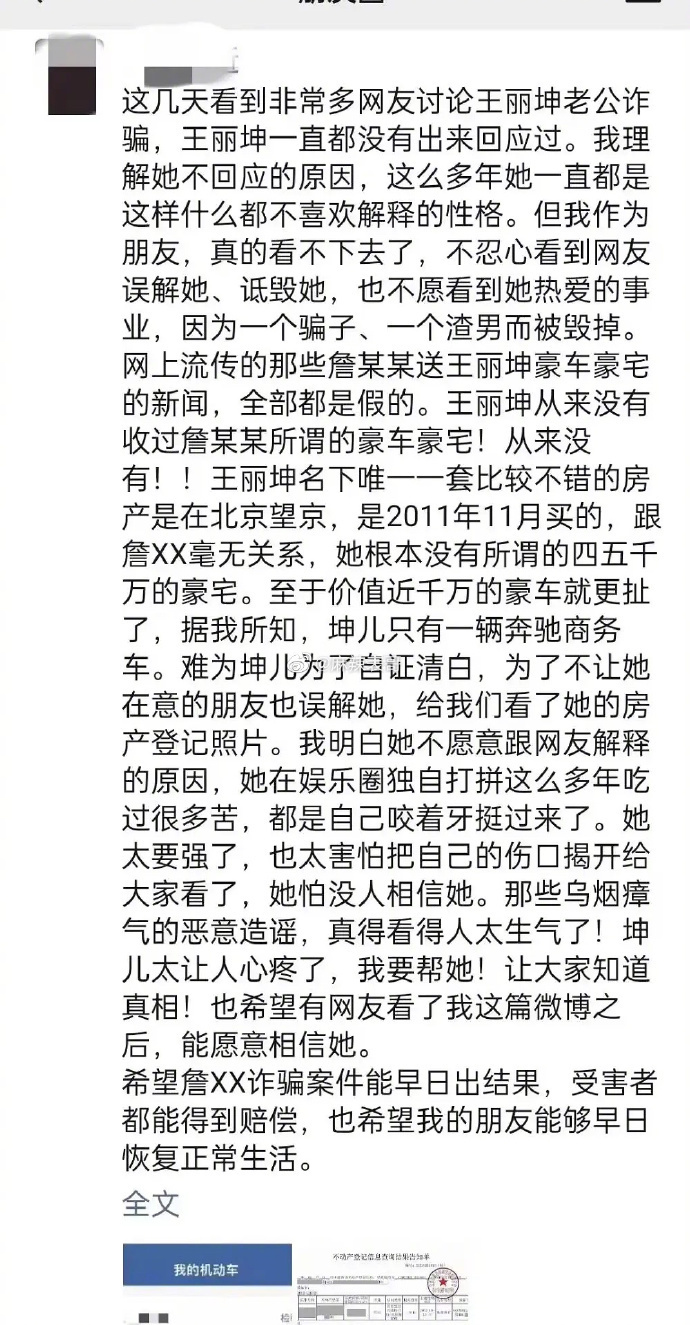 这几天看到非常多网友讨论王丽坤老公诈
骗，王丽坤一直都没有出来回应过。我理
解她不回应的原因，这么多年她一直都是
这样什么都不喜欢解释的性格。但我作为
朋友，真的看不下去了，不忍心看到网友
误解她、诋毁她，也不愿看到她热爱的事
业，因为一个骗子、一个渣男而被毁掉。
网上流传的那些詹某某送王丽坤豪车豪宅
的新闻，全部都是假的。王丽坤从来没有
收过詹某某所谓的豪车豪宅！从来没
有！！王丽坤名下唯一一套比较不错的房
产是在北京望京，是2011年11月买的，跟
詹XX毫无关系，她根本没有所谓的四五千
万的豪宅。至于价值近千万的豪车就更扯
了，据我所知，坤儿只有一辆奔驰商务
车。难为坤儿为了自证清白，为了不让她
在意的朋友也误解她，给我们看了她的房
产登记照片。我明白她不愿意跟网友解释
的原因，她在娱乐圈独自打拼这么多年吃
过很多苦，都是自己咬着牙挺过来了。她
太要强了，也太害怕把自己的伤口揭开给
大家看了，她怕没人相信她。那些乌烟瘴
气的恶意造谣，真得看得人太生气了！坤
儿太让人心疼了，我要帮她！让大家知道
真相！也希望有网友看了我这篇微博之
后，能愿意相信她。
希望詹XX诈骗案件能早日出结果，受害者
都能得到赔偿，也希望我的朋友能够早日
恢复正常生活。
全文
我的机动车
不动产登记信息查询结果告知单